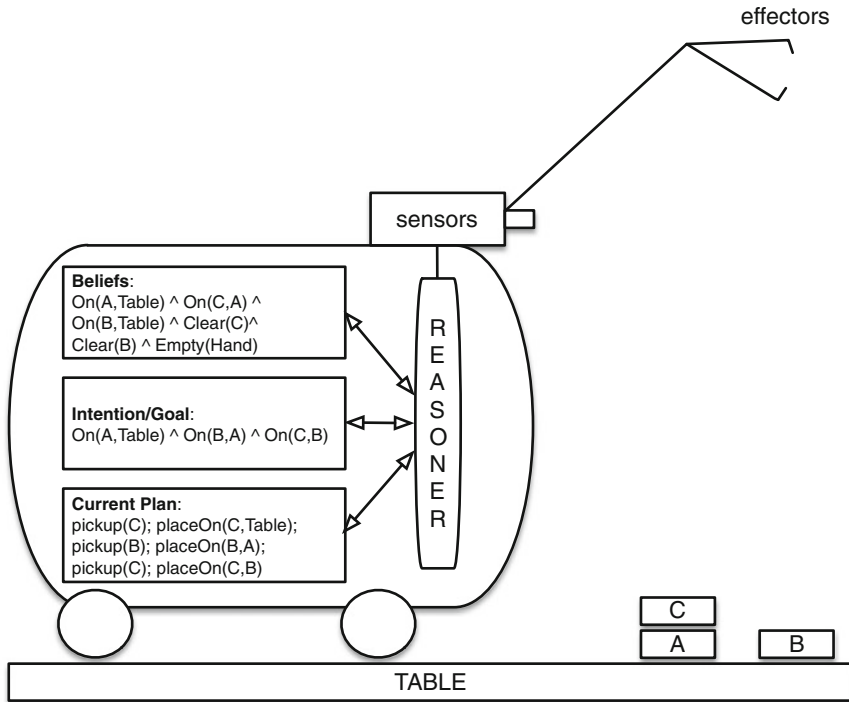 effectors
sensors
Beliefs:
On(A,Table) ^ On(C,A) ^
On(B,Table) ^ Clear(C)^
Clear(B) ^ Empty(Hand)
Intention/Goal:
On(A,Table) ^ On(B,A) ^ On(C,B)
Current Plan:
pickup(C); placeOn(C,Table);
pickup(B); placeOn(B,A);
pickup(C); placeOn(C,B)
REASONER
C
A
B
TABLE